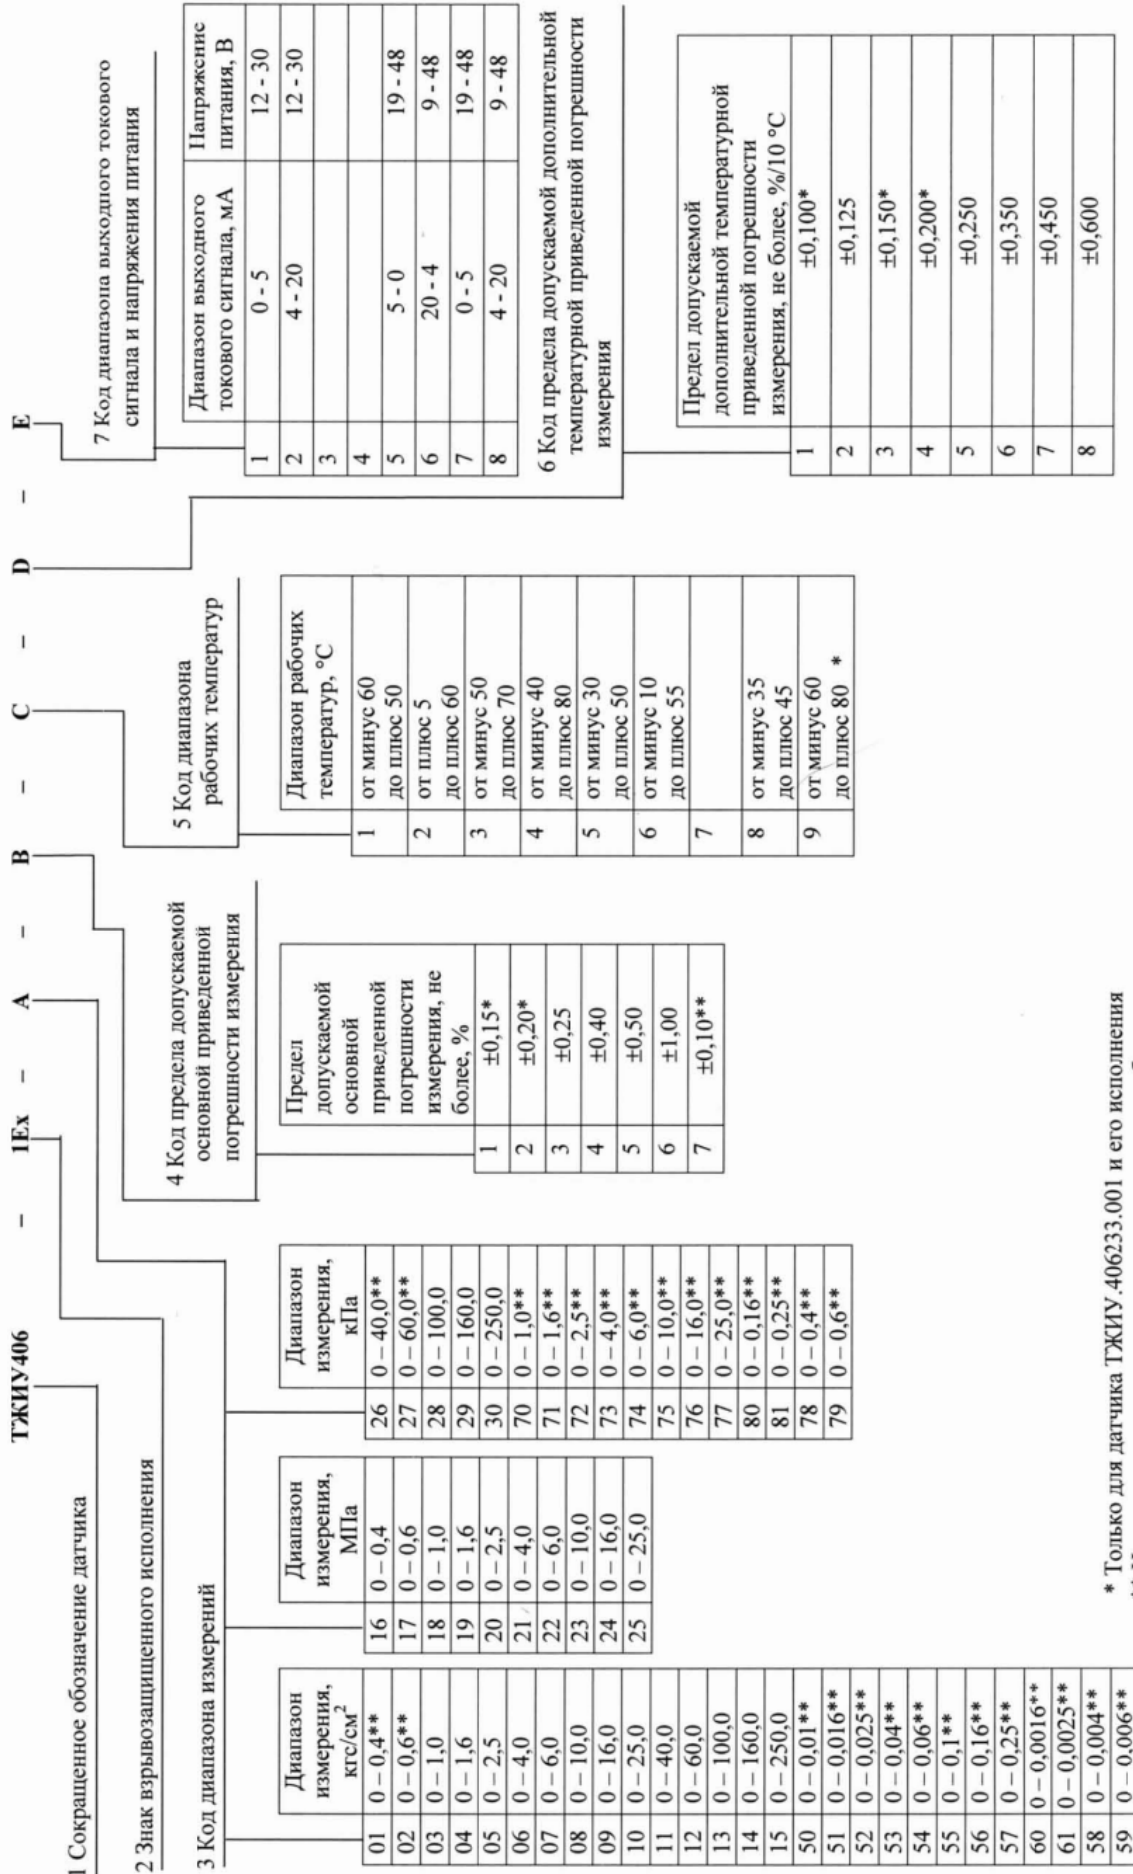 ТЖИУ406 – 1Ex – A – B – C – D – E
1 Сокращенное обозначение датчика
2 Знак взрывозащищенного исполнения
3 Код диапазона измерений
Диапазон
измерения,
кгс/см²
01 0 – 0,4**
02 0 – 0,6**
03 0 – 1,0
04 0 – 1,6
05 0 – 2,5
06 0 – 4,0
07 0 – 6,0
08 0 – 10,0
09 0 – 16,0
10 0 – 25,0
11 0 – 40,0
12 0 – 60,0
13 0 – 100,0
14 0 – 160,0
15 0 – 250,0
50 0 – 0,01**
51 0 – 0,016**
52 0 – 0,025**
53 0 – 0,04**
54 0 – 0,06**
55 0 – 0,1**
56 0 – 0,16**
57 0 – 0,25**
60 0 – 0,0016**
61 0 – 0,0025**
58 0 – 0,004**
59 0 – 0,006**
Диапазон
измерения,
МПа
16 0 – 0,4
17 0 – 0,6
18 0 – 1,0
19 0 – 1,6
20 0 – 2,5
21 0 – 4,0
22 0 – 6,0
23 0 – 10,0
24 0 – 16,0
25 0 – 25,0
Диапазон
измерения,
кПа
26 0 – 40,0**
27 0 – 60,0**
28 0 – 100,0
29 0 – 160,0
30 0 – 250,0
70 0 – 1,0**
71 0 – 1,6**
72 0 – 2,5**
73 0 – 4,0**
74 0 – 6,0**
75 0 – 10,0**
76 0 – 16,0**
77 0 – 25,0**
80 0 – 0,16**
81 0 – 0,25**
78 0 – 0,4**
79 0 – 0,6**
4 Код предела допускаемой
основной приведенной
погрешности измерения
Предел
допускаемой
основной
приведенной
погрешности
измерения, не
более, %
1 ±0,15*
2 ±0,20*
3 ±0,25
4 ±0,40
5 ±0,50
6 ±1,00
7 ±0,10**
5 Код диапазона
рабочих температур
Диапазон рабочих
температур, °C
1 от минус 60
до плюс 50
2 от плюс 5
до плюс 60
3 от минус 50
до плюс 70
4 от минус 40
до плюс 80
5 от минус 30
до плюс 50
6 от минус 10
до плюс 55
7
8 от минус 35
до плюс 45
9 от минус 60
до плюс 80 *
7 Код диапазона выходного токового
сигнала и напряжения питания
Диапазон выходного
токового сигнала, мА
Напряжение
питания, В
1 0 - 5 12 - 30
2 4 - 20 12 - 30
3
4
5 5 - 0 19 - 48
6 20 - 4 9 - 48
7 0 - 5 19 - 48
8 4 - 20 9 - 48
6 Код предела допускаемой дополнительной
температурной приведенной погрешности
измерения
Предел допускаемой
дополнительной температурной
приведенной погрешности
измерения, не более, %/10 °C
1 ±0,100*
2 ±0,125
3 ±0,150*
4 ±0,200*
5 ±0,250
6 ±0,350
7 ±0,450
8 ±0,600
* Только для датчика ТЖИУ.406233.001 и его исполнения